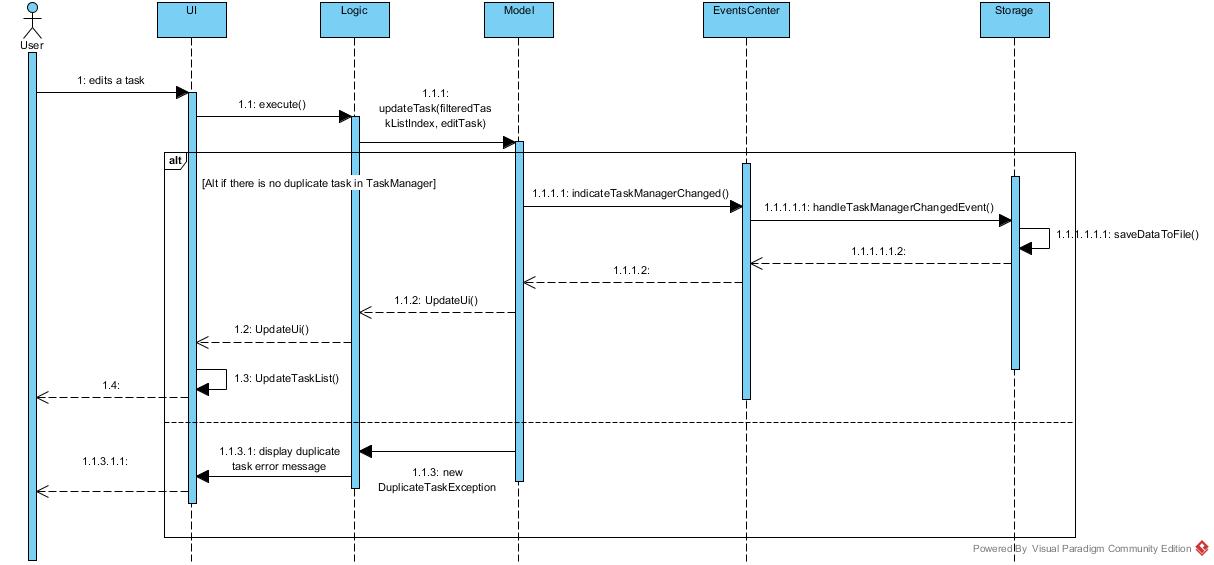 UI
Logic
Model
EventsCenter
Storage
User
1: edits a task
1.1: execute()
1.1.1:
updateTask(filteredTas
kListIndex, editTask)
alt
[Alt if there is no duplicate task in TaskManager]
1.1.1.1: indicateTaskManagerChanged()
1.1.1.1.1: handleTaskManagerChangedEvent()
1.1.1.1.1.1: saveDataToFile()
1.1.1.1.1.2:
1.1.1.2:
1.1.2: UpdateUi()
1.2: UpdateUi()
1.3: UpdateTaskList()
1.4:
1.1.3.1: display duplicate
task error message
1.1.3.1.1:
1.1.3: new
DuplicateTaskException
Powered By Visual Paradigm Community Edition